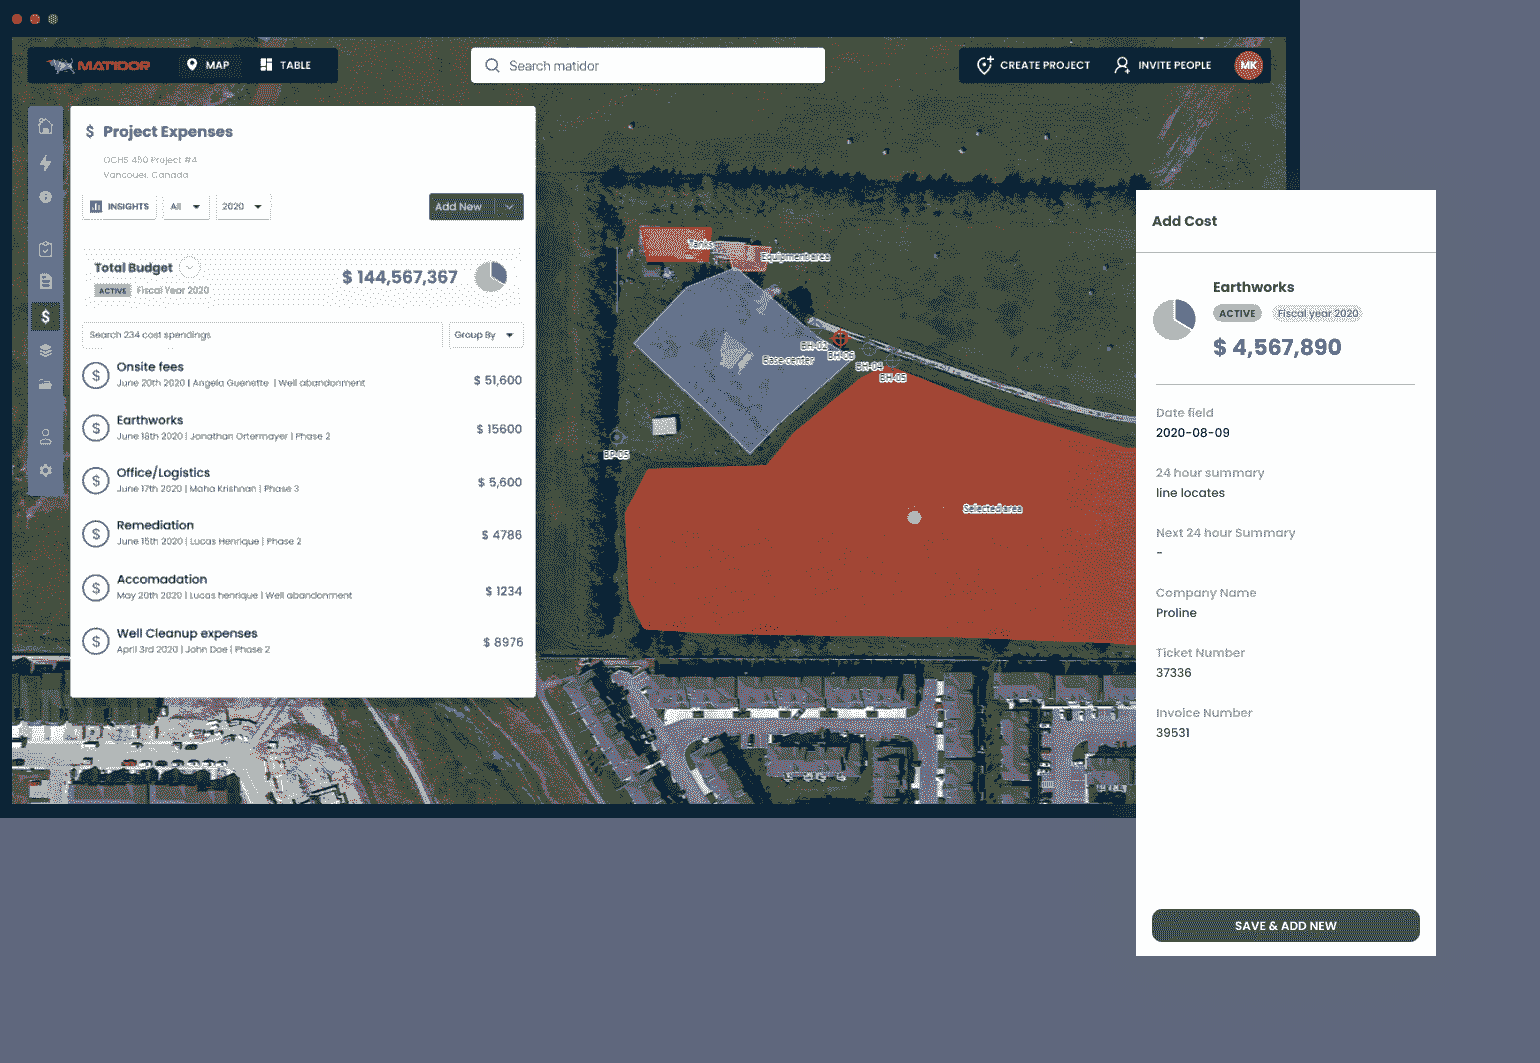 MATIDOR
MAP
TABLE
Search matidor
CREATE PROJECT
INVITE PEOPLE
MK
$ Project Expenses
OCHS 450 Project #4
Vancouer, Canada
INSIGHTS
All
2020
Add New
Total Budget
ACTIVE Fiscal Year 2020
$ 144,567,367
Search 234 cost spendings
Group By
$ Onsite fees
June 20th 2020 | Angela Guenette | Well abandonment
$ 51,600
$ Earthworks
June 18th 2020 | Jonathan Ortermayer | Phase 2
$ 15600
$ Office/Logistics
June 17th 2020 | Maha Krishnan | Phase 3
$ 5,600
$ Remediation
June 15th 2020 | Lucas Henrique | Phase 2
$ 4786
$ Accomadation
May 20th 2020 | Lucas henrique | Well abandonment
$ 1234
$ Well Cleanup expenses
April 3rd 2020 | John Doe | Phase 2
$ 8976
$
Tanks
Equipment area
Base center
BH-02
BH-06
BH-04
BH-03
BP-05
Selected area
Add Cost
Earthworks
ACTIVE Fiscal year 2020
$ 4,567,890
Date field
2020-08-09
24 hour summary
line locates
Next 24 hour Summary
-
Company Name
Proline
Ticket Number
37336
Invoice Number
39531
SAVE & ADD NEW